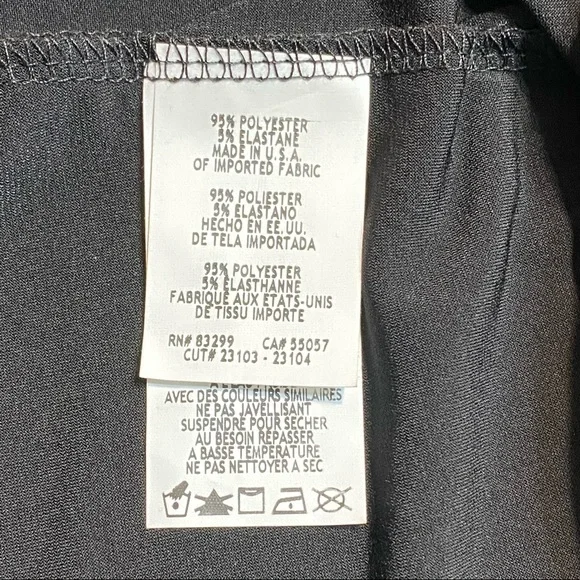 95% POLYESTER
5% ELASTANE
MADE IN U.S.A.
OF IMPORTED FABRIC
95% POLIESTER
5% ELASTANO
HECHO EN EE.UU.
DE TELA IMPORTADA
95% POLYESTER
5% ELASTHANNE
FABRIQUÉ AUX ETATS-UNIS
DE TISSU IMPORTE
RN# 83299 CA# 55057
CUT# 23103 - 23104
AVEC DES COULEURS SIMILAIRES
NE PAS JAVELLISANT
SUSPENDRE POUR SECHER
AU BESOIN REPASSER
A BASSE TEMPERATURE
NE PAS NETTOYER A SEC